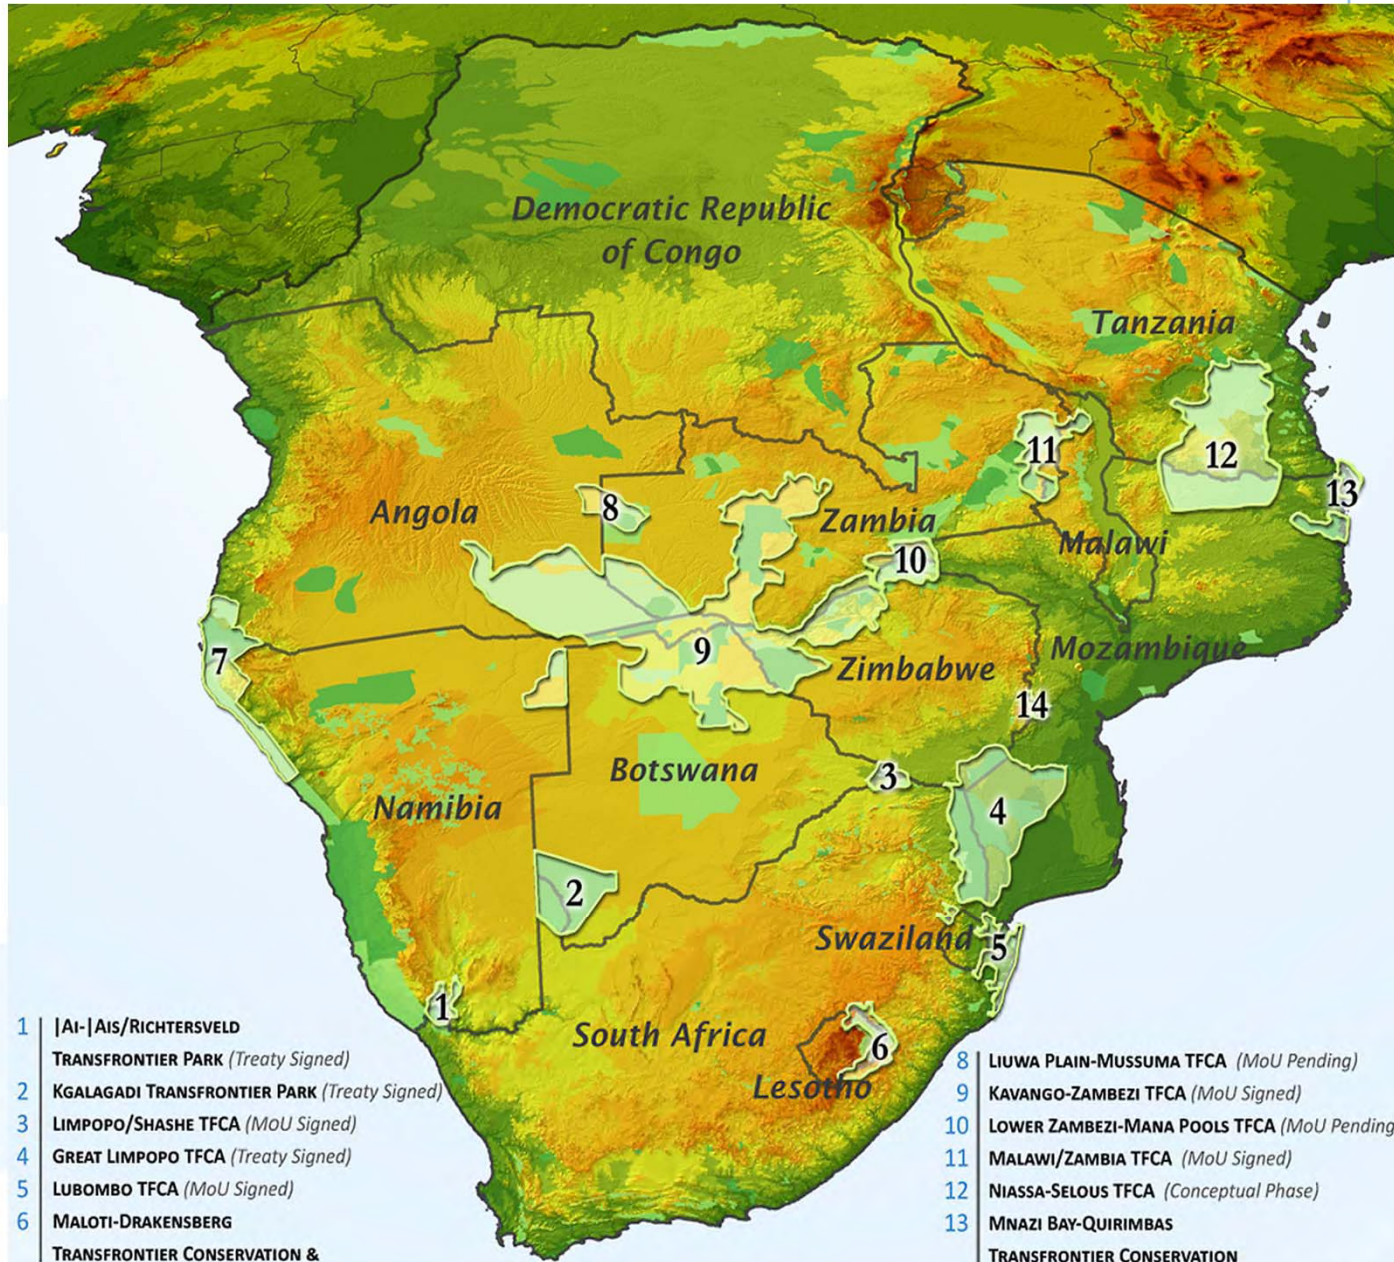 Democratic Republic
of Congo
Tanzania
11
12
13
Angola
8
Zambia
Malawi
10
7
9
Zimbabwe
Mozambique
14
Botswana
3
Namibia
4
2
Swaziland
5
1
South Africa
6
Lesotho
1 |AI-|AIS/RICHTERSVELD
TRANSFRONTIER PARK (Treaty Signed)
2 KGALAGADI TRANSFRONTIER PARK (Treaty Signed)
3 LIMPOPO/SHASHE TFCA (MoU Signed)
4 GREAT LIMPOPO TFCA (Treaty Signed)
5 LUBOMBO TFCA (MoU Signed)
6 MALOTI-DRAKENSBERG
TRANSFRONTIER CONSERVATION &
8 LIUWA PLAIN-MUSSUMA TFCA (MoU Pending)
9 KAVANGO-ZAMBEZI TFCA (MoU Signed)
10 LOWER ZAMBEZI-MANA POOLS TFCA (MoU Pending
11 MALAWI/ZAMBIA TFCA (MoU Signed)
12 NIASSA-SELOUS TFCA (Conceptual Phase)
13 MNAZI BAY-QUIRIMBAS
TRANSFRONTIER CONSERVATION